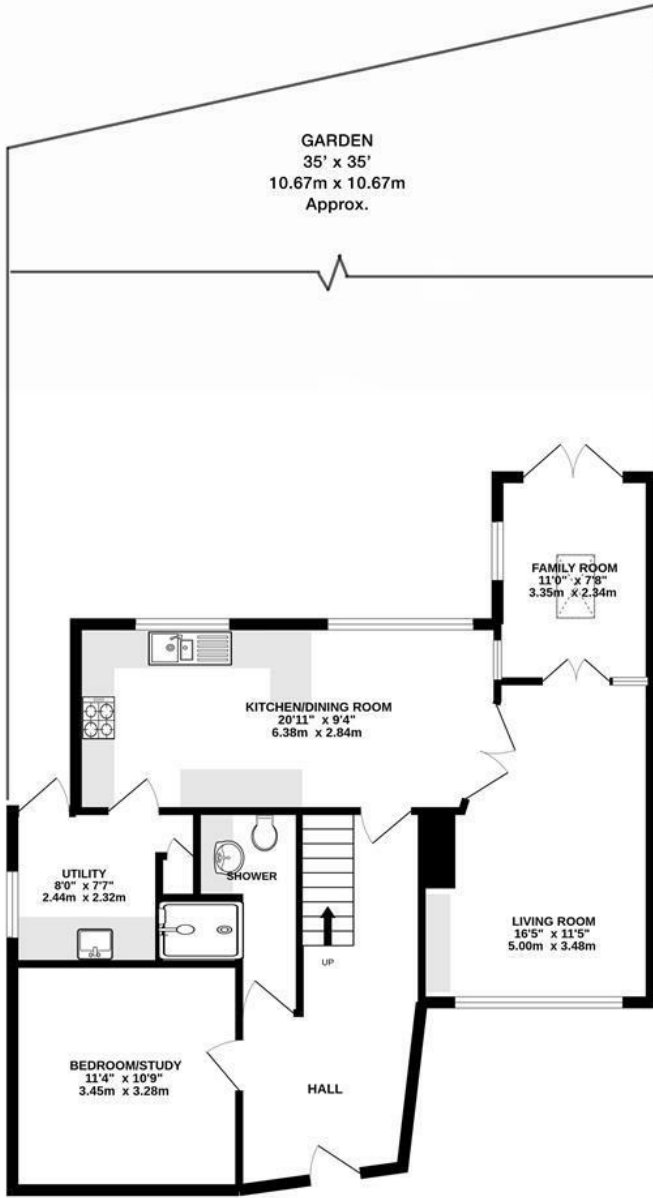 GARDEN
35' x 35'
10.67m x 10.67m
Approx.
FAMILY ROOM
11'0" x 7'8"
3.35m x 2.34m
KITCHEN/DINING ROOM
20'11" x 9'4"
6.38m x 2.84m
UTILITY
8'0" x 7'7"
2.44m x 2.32m
SHOWER
UP
LIVING ROOM
16'5" x 11'5"
5.00m x 3.48m
BEDROOM/STUDY
11'4" x 10'9"
3.45m x 3.28m
HALL